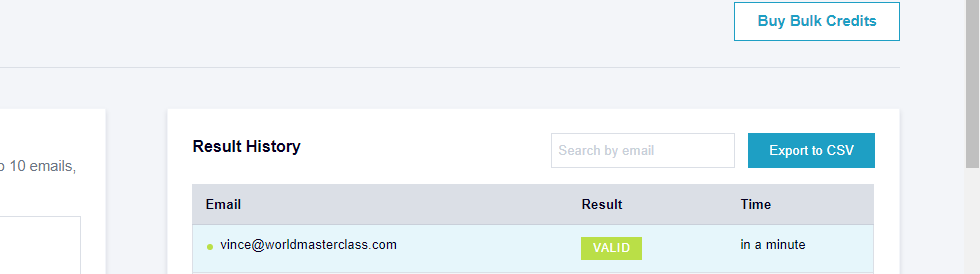 Buy Bulk Credits
10 emails,
Result History
Search by email
Export to CSV
Email Result Time
vince@worldmasterclass.com VALID in a minute